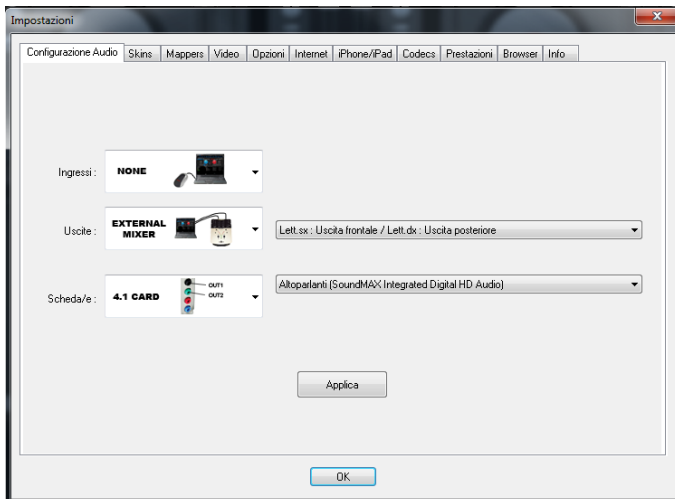 Impostazioni
Configurazione Audio Skins Mappers Video Opzioni Internet iPhone/iPad Codecs Prestazioni Browser Info
Ingressi : NONE
Uscite : EXTERNAL MIXER Lett.sx : Uscita frontale / Lett.dx : Uscita posteriore
Scheda/e : 4.1 CARD OUT1 OUT2 Altoparlanti (SoundMAX Integrated Digital HD Audio)
Applica
OK